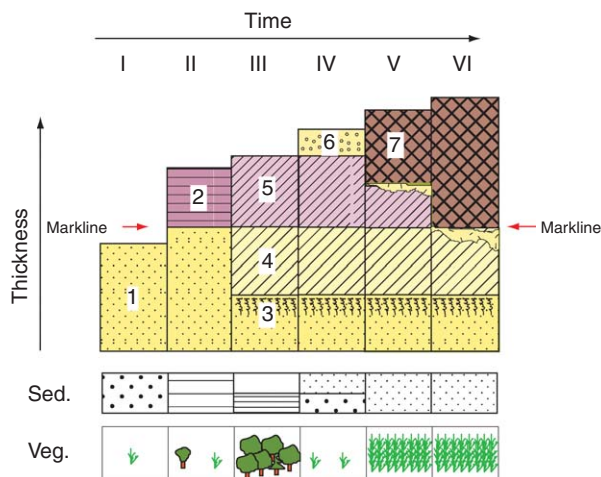 Time
I II III IV V VI
6
7
2
5
Markline
Markline
Thickness
4
1
3
Sed.
Veg.